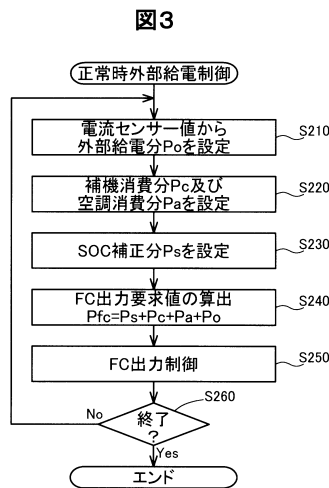 図3
正常時外部給電制御
電流センサー値から
外部給電分Poを設定
S210
補機消費分Pc及び
空調消費分Paを設定
S220
SOC補正分Psを設定
S230
FC出力要求値の算出
Pfc=Ps+Pc+Pa+Po
S240
FC出力制御
S250
終了
?
S260
No
Yes
エンド